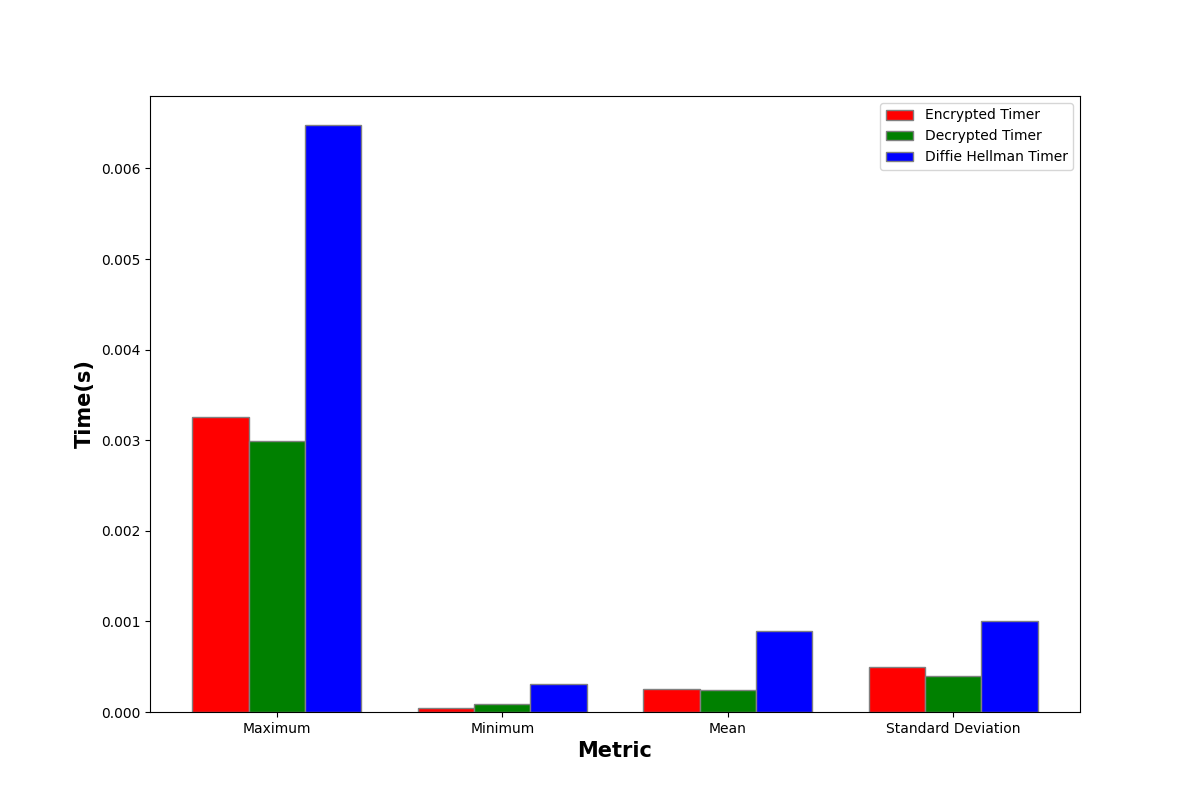 Encrypted Timer
Decrypted Timer
Diffie Hellman Timer
0.006
0.005
0.004
0.003
0.002
0.001
0.000
Time(s)
Maximum Minimum Mean Standard Deviation
Metric